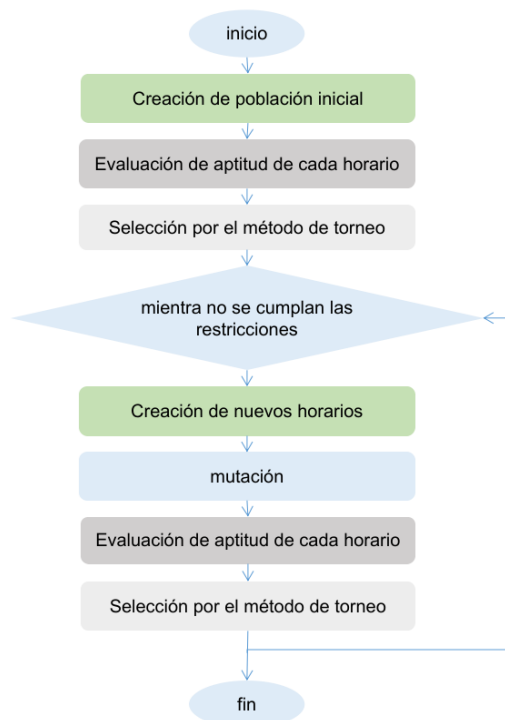 inicio
Creación de población inicial
Evaluación de aptitud de cada horario
Selección por el método de torneo
mientra no se cumplan las
restricciones
Creación de nuevos horarios
mutación
Evaluación de aptitud de cada horario
Selección por el método de torneo
fin